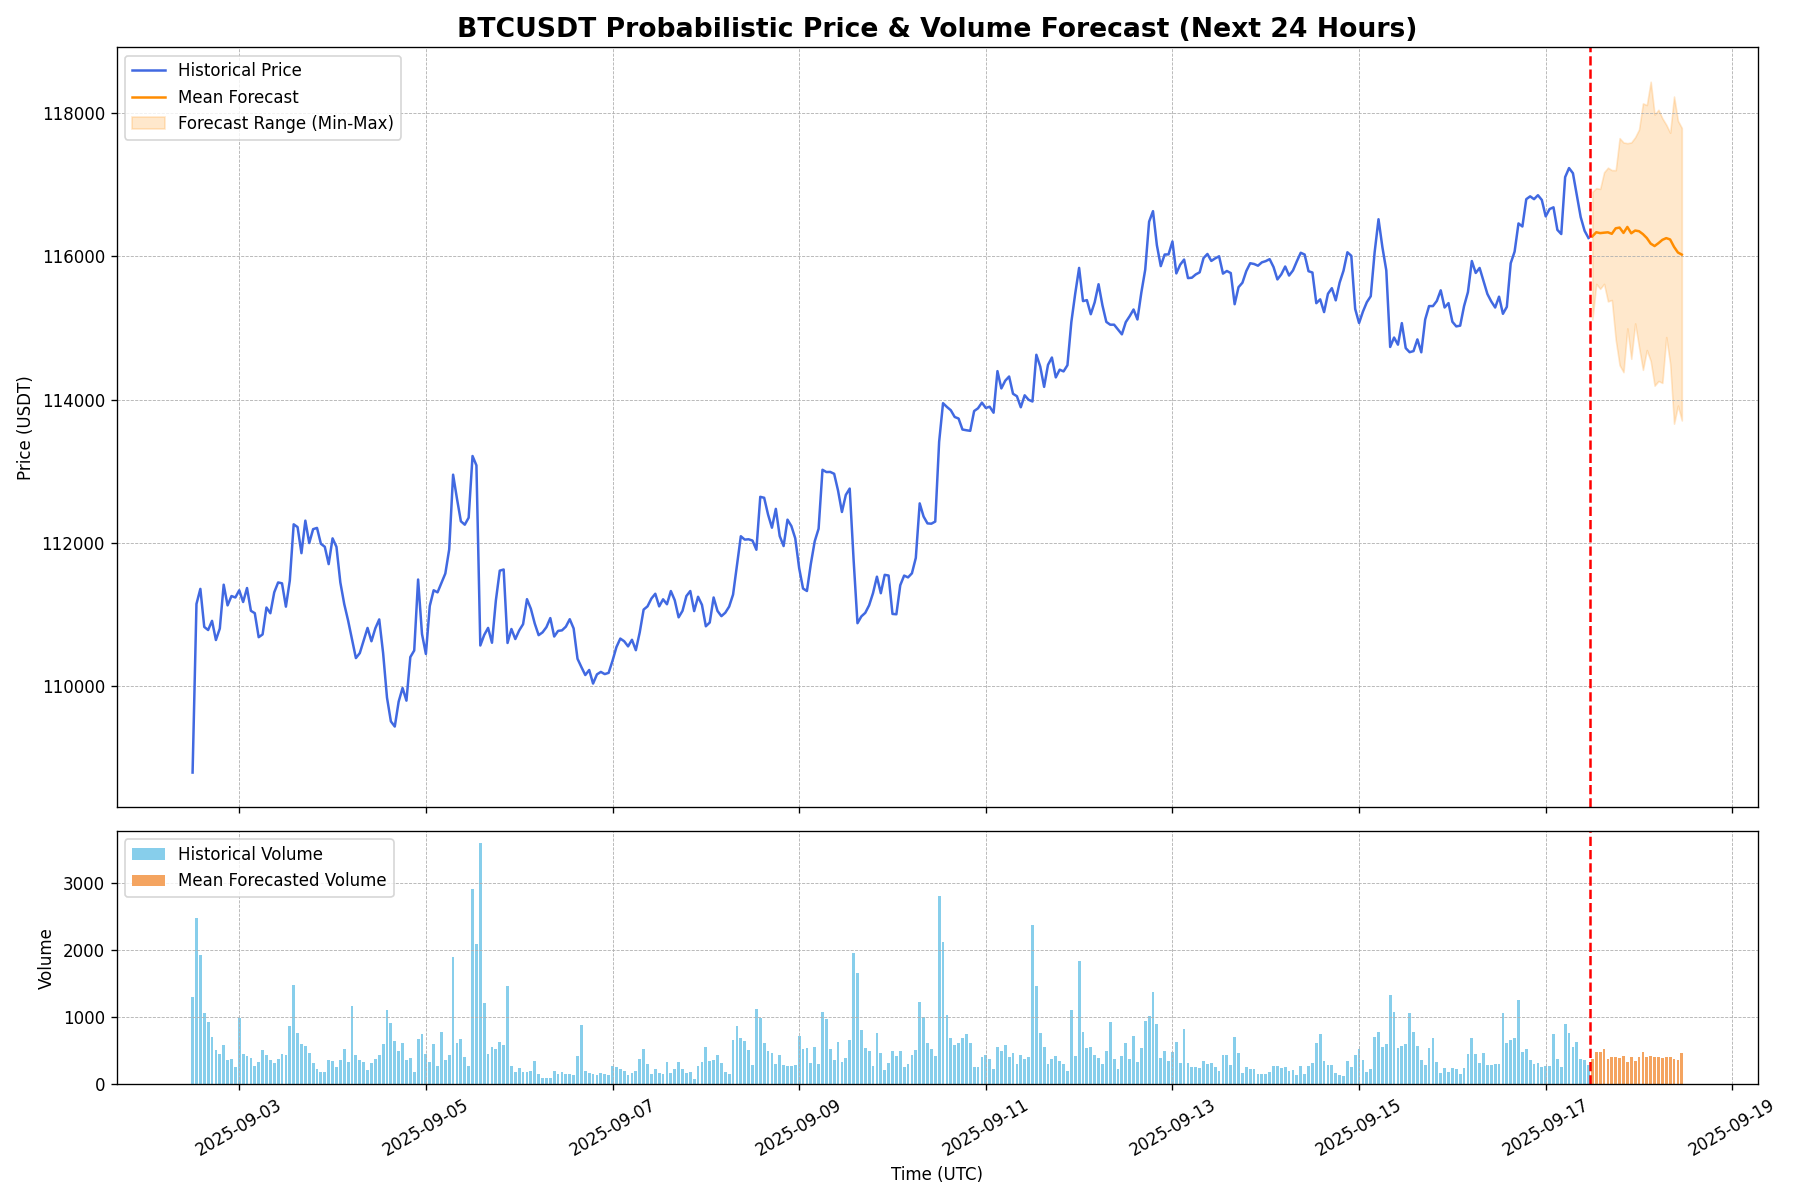 BTCUSDT Probabilistic Price & Volume Forecast (Next 24 Hours)
Historical Price
Mean Forecast
Forecast Range (Min-Max)
118000
116000
114000
112000
110000
Price (USDT)
Historical Volume
Mean Forecasted Volume
3000
2000
1000
0
Volume
2025-09-03
2025-09-05
2025-09-07
2025-09-09
2025-09-11
2025-09-13
2025-09-15
2025-09-17
2025-09-19
Time (UTC)